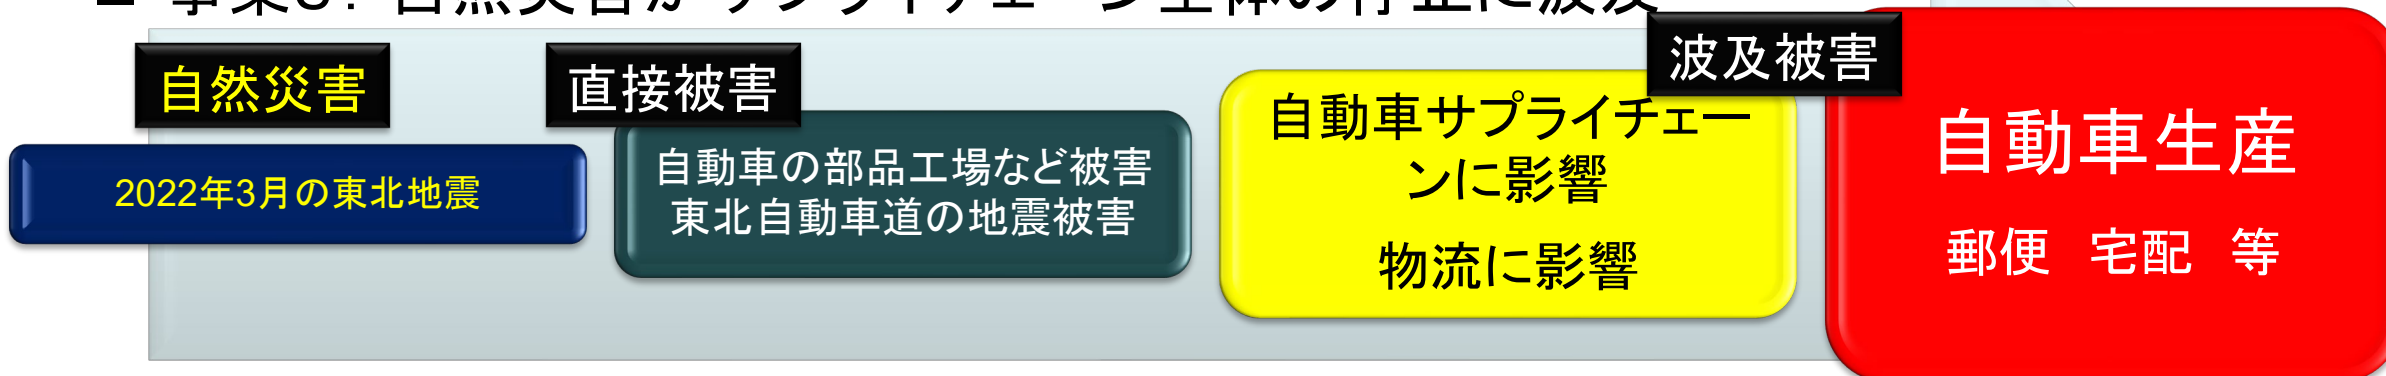 自然災害
2022年3月の東北地震
直接被害
自動車の部品工場など被害
東北自動車道の地震被害
自動車サプライチェー
ンに影響
物流に影響
波及被害
自動車生産
郵便 宅配 等